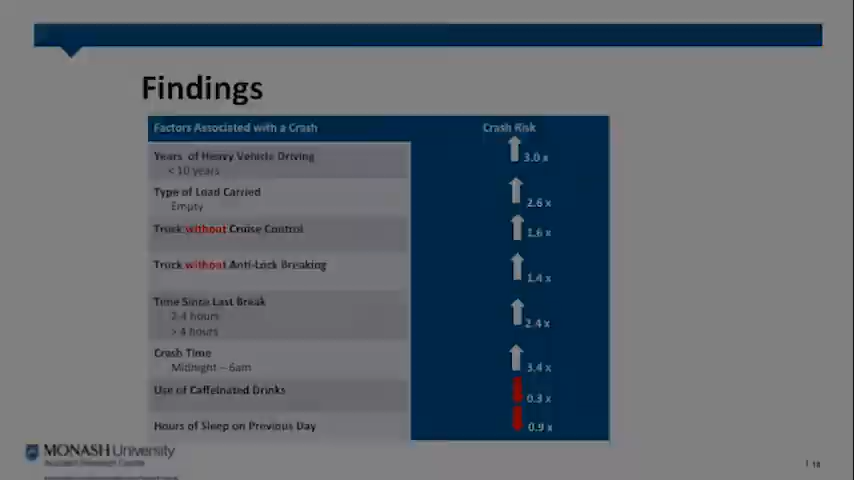 Findings
Factors Associated with a Crash Crash Risk
Years of Heavy Vehicle Driving 3.0 x
< 10 years
Type of Load Carried 2.6 x
Empty
Truck without Cruise Control 1.6 x
Truck without Anti-Lock Breaking 1.4 x
Time Since Last Break
2-4 hours 2.4 x
> 4 hours
Crash Time 3.4 x
Midnight – 6am
Use of Caffeinated Drinks 0.3 x
Hours of Sleep on Previous Day 0.9 x
MONASH University
Accident Research Centre